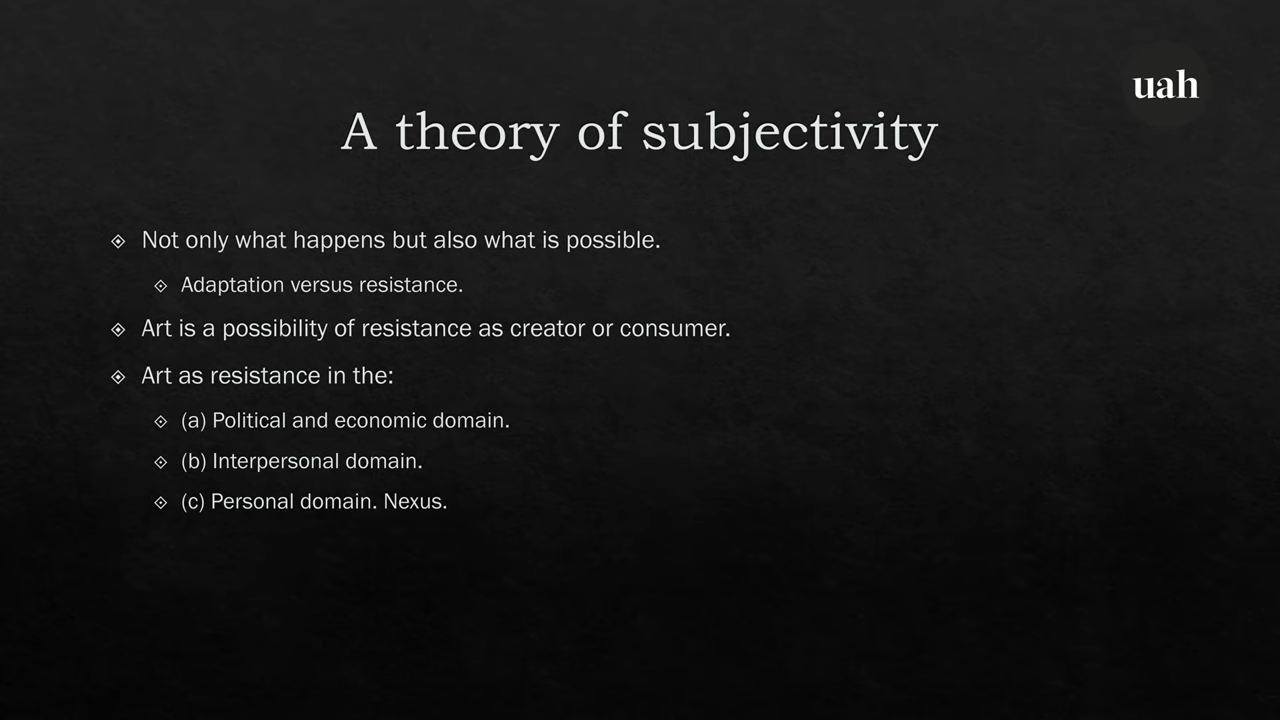 uah
A theory of subjectivity
Not only what happens but also what is possible.
Adaptation versus resistance.
Art is a possibility of resistance as creator or consumer.
Art as resistance in the:
(a) Political and economic domain.
(b) Interpersonal domain.
(c) Personal domain. Nexus.